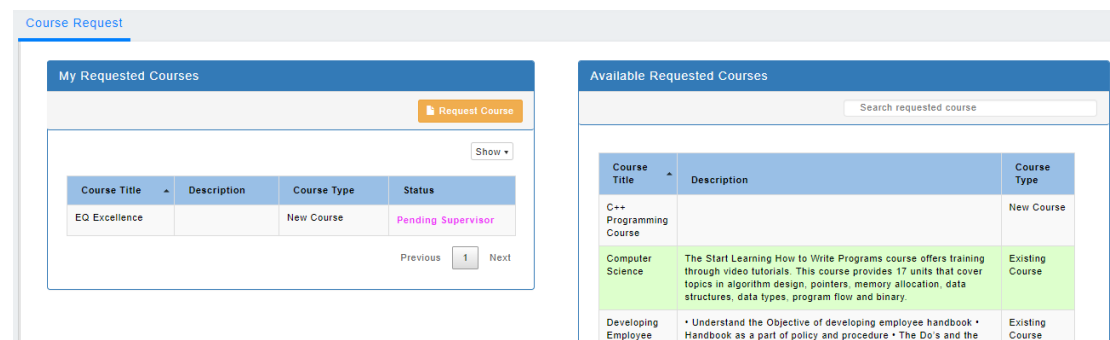 Course Request
My Requested Courses
Request Course
Show
Course Title Description Course Type Status
EQ Excellence New Course Pending Supervisor
Previous 1 Next
Available Requested Courses
Search requested course
Course
Title
Description
Course
Type
C++
Programming
Course
New Course
Computer
Science
The Start Learning How to Write Programs course offers training
through video tutorials. This course provides 17 units that cover
topics in algorithm design, pointers, memory allocation, data
structures, data types, program flow and binary.
Existing
Course
Developing
Employee
• Understand the Objective of developing employee handbook •
Handbook as a part of policy and procedure • The Do's and the
Existing
Course